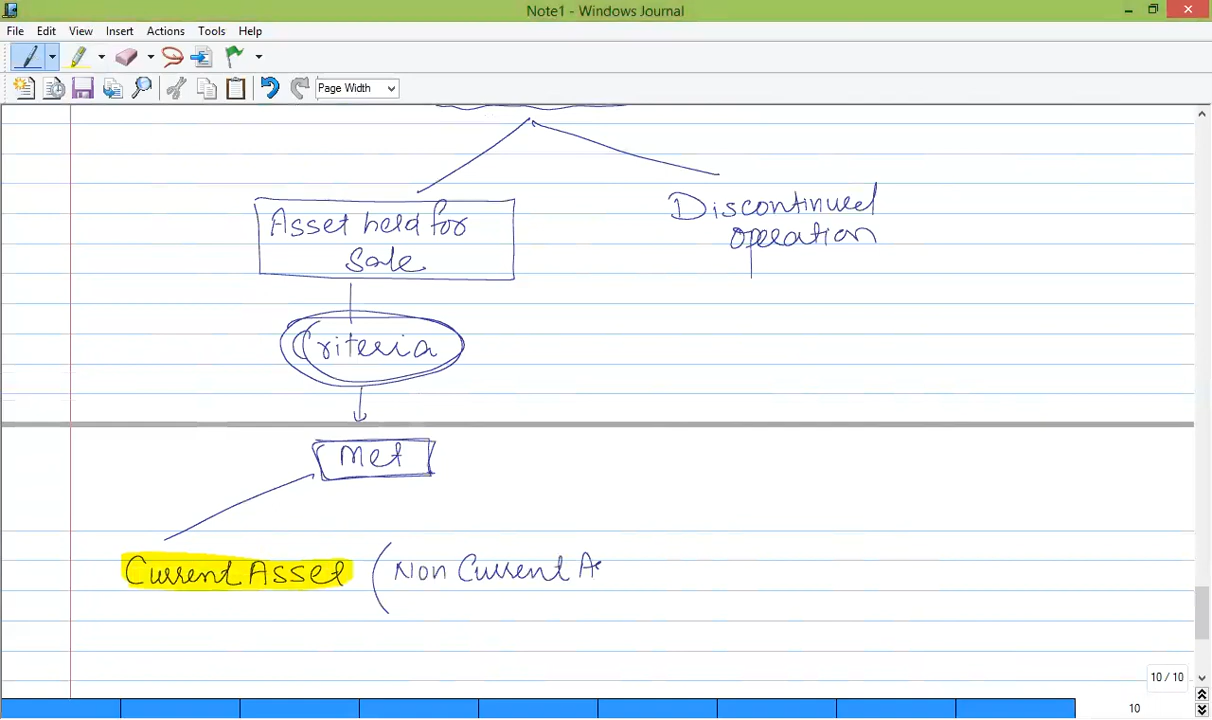 Note1 - Windows Journal
File Edit View Insert Actions Tools Help
Page Width
Asset held for
Sale
Discontinued
operation
Criteria
Met
Current Asset (Non Current As
10 / 10
10